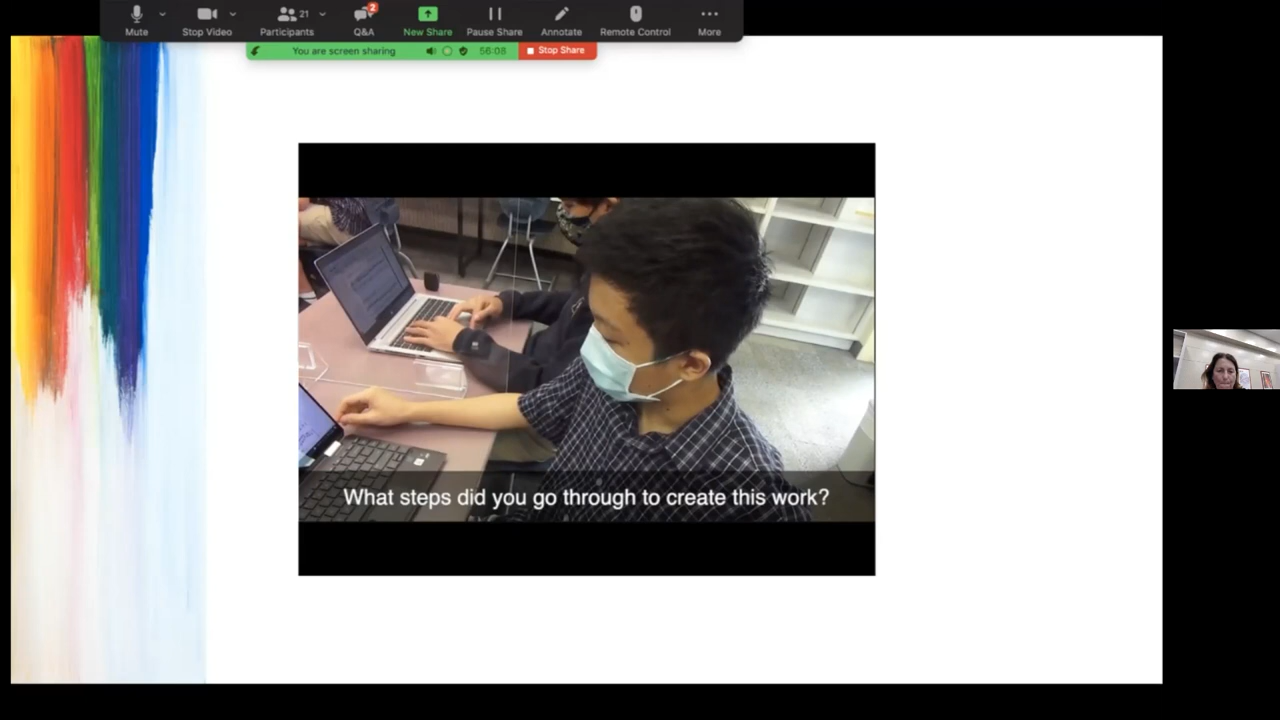 21
2
Mute
Stop Video
Participants
Q&A
New Share
Pause Share
Annotate
Remote Control
More
You are screen sharing
56:08
Stop Share
What steps did you go through to create this work?